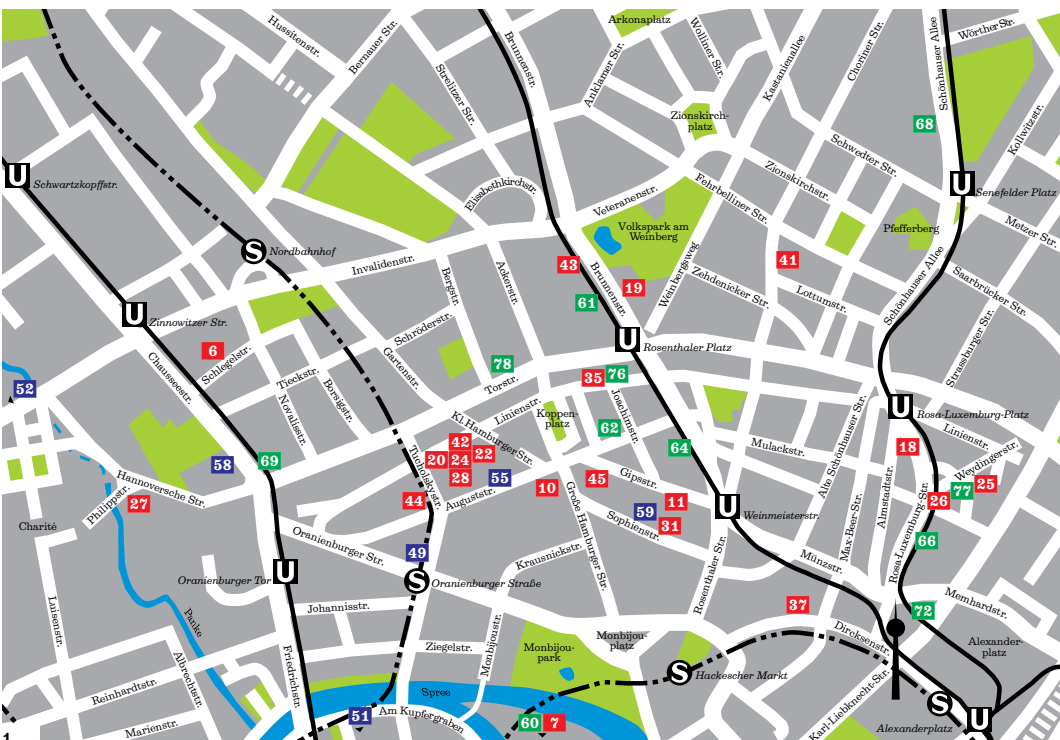 Hussitenstr.
Bernauer Str.
Brunnenstr.
Strelitzer Str.
Arkonaplatz
Anklamer Str.
Wolliner Str.
Kastanienallee
Choriner Str.
Schönhauser Allee
Wörther Str.
Kollwitzstr.
68
Zionskirch-
platz
Schwedter Str.
Zionskirchstr.
U Schwartzkopffstr.
Elisabethkirchstr.
Veteranenstr.
Fehrbelliner Str.
U Senefelder Platz
Metzer Str.
Volkspark am
Weinberg
Pfefferberg
S Nordbahnhof
Invalidenstr.
Bergstr.
Ackerstr.
43
Brunnenstr.
19
61
Weinbergsweg
41
Zehdenicker Str.
Lottumstr.
Schönhauser Allee
Saarbrücker Str.
Strassburger Str.
U Zinnowitzer Str.
6
Schlegelstr.
Chausseestr.
Schröderstr.
Gartenstr.
U Rosenthaler Platz
52
Tieckstr.
Borsigstr.
Novalisstr.
78
Torstr.
35
76
Joachimstr.
Linienstr.
Koppen-
platz
U Rosa-Luxemburg-Platz
Kl. Hamburger Str.
42
20
24
22
28
62
64
Mulackstr.
Alte Schönhauser Str.
18
Linienstr.
Weydingerstr.
58
69
Tucholskystr.
55
44
Auguststr.
10
45
Gipsstr.
11
59
31
Sophienstr.
Große Hamburger Str.
U Weinmeisterstr.
Almadtstr.
Max-Beer-Str.
Rosa-Luxemburg-Str.
26
77
25
66
Hannoversche Str.
Philippstr.
27
Charité
Oranienburger Str.
49
Krausnickstr.
Rosenthaler Str.
Münzstr.
Oranienburger Tor U
S Oranienburger Straße
Johannisstr.
37
72
Memhardstr.
Luisenstr.
Panke
Dircksenstr.
Alexander-
platz
Ziegelstr.
Monbijoustr.
Monbijou-
park
Monbijou-
platz
S Hackescher Markt
Albrechtstr.
Reinhardtstr.
Friedrichstr.
Spree
Am Kupfergraben
51
60
7
Karl-Liebknecht-Str.
S
Alexanderplatz U
Marienstr.
1